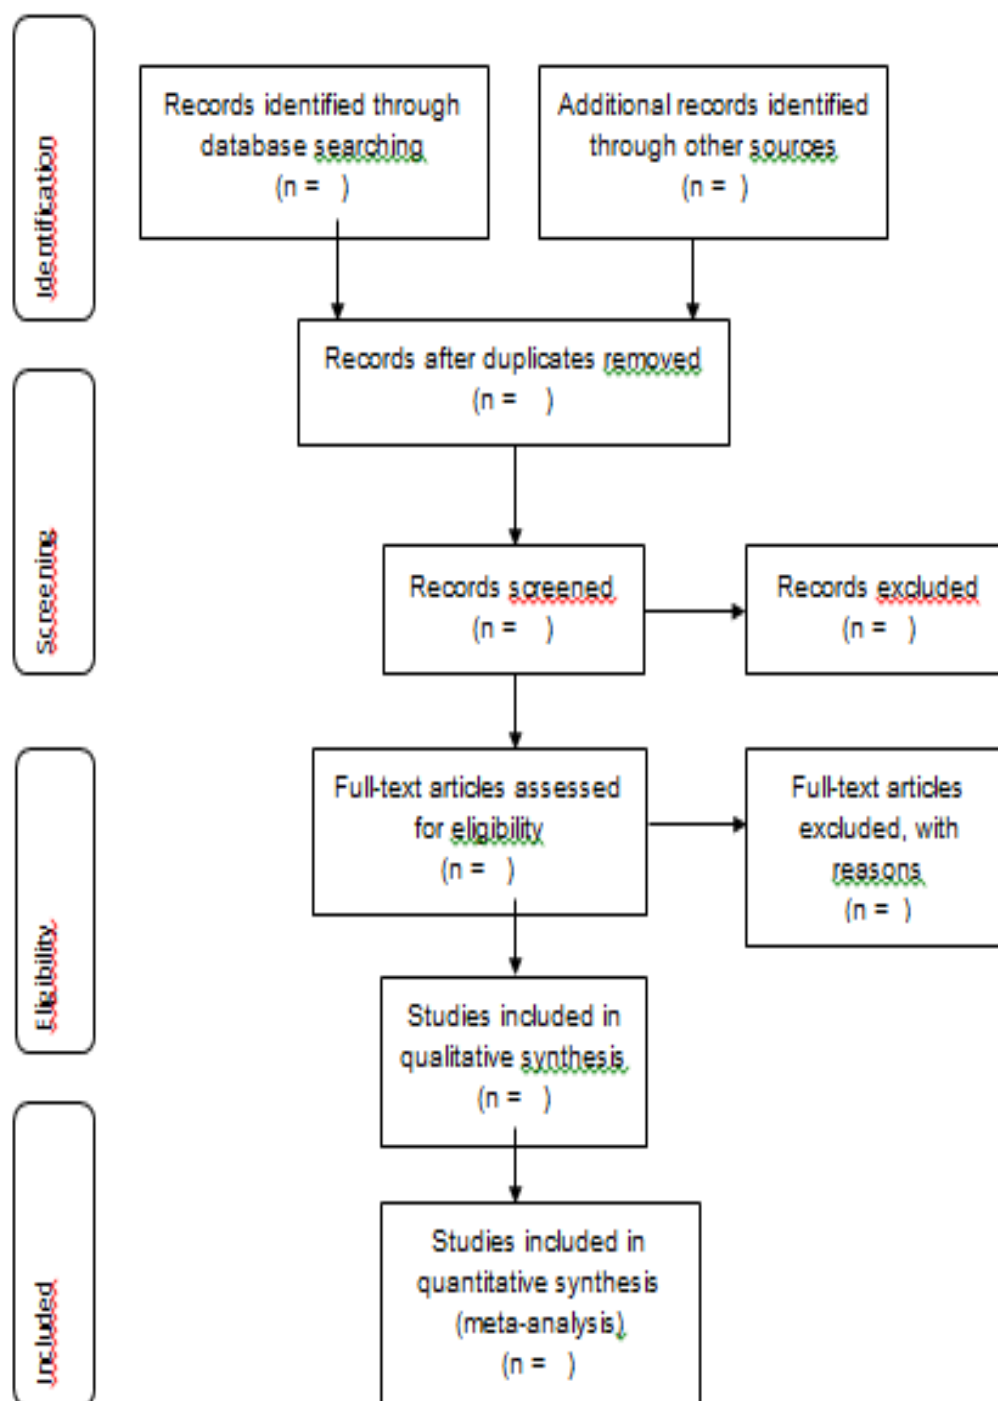 Identification
Records identified through
database searching
(n =   )
Additional records identified
through other sources
(n =  )
Records after duplicates removed
(n =   )
Screening
Records screened
(n =   )
Records excluded
(n =  )
Eligibility
Full-text articles assessed
for eligibility
(n =  )
Full-text articles
excluded, with
reasons
(n =  )
Studies included in
qualitative synthesis
(n =  )
Included
Studies included in
quantitative synthesis
(meta-analysis)
(n =  )